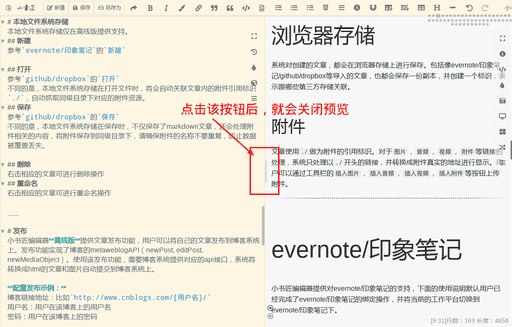 新建 保存 另存为
# 本地文件系统存储
本地文件系统存储仅在离线版提供支持。
## 新建
参考`evernote/印象笔记`的`新建`
## 打开
参考`github/dropbox`的`打开`
不同的是，本地文件系统存储在打开文件时，将会自动关联章内的附件引用标识
`./`，自动抓取同级目录下对应的附件资源。
## 保存
参考`github/dropbox`的`保存`
不同的是，本地文件系统存储在保存时，不仅保存了markdown文章，还会处理附
件相关的内容，将附件保存到同级目录下，请确保附件的名称不要重复，防止数据
被覆盖丢失。
## 删除
右击相应的文章可进行删除操作
## 重命名
右击相应的文章可进行重命名操作
# 发布
小书匠编辑器**离线版**提供文章发布功能，用户可以将自己的文章发布到博客系统
上。发布功能实现了博客的metaweblogAPI（newPost, editPost,
newMediaObject）。使用该发布功能，需要博客系统提供对应的api接口，系统将
转换成html的文章和图片自动提交到博客系统上。
**配置发布示例：**
博客链接地址：比如`http://www.cnblogs.com/[用户名]/`
用户名：用户在博客上的用户名
密码：用户在该博客上的密码
点击该按钮后，就会关闭预览
浏览器存储
系统对创建的文章，都会在浏览器存储上进行保存。包括像evernote/印象笔
记/github/dropbox等导入的文章，也都会保存一份副本，并创建一个标识，表
示跟哪些第三方存储关联。
附件
文章使用 ./ 做为附件的引用标识。对于 图片，音频，视频，附件 等链接的
处理，系统只处理以 ./ 开头的链接，并转换成附件真实的地址进行显示。用
户可以通过工具栏的 插入图片，插入音频，插入视频，插入附件 等按钮上传
附件。
evernote/印象笔记
小书匠编辑器提供对evernote/印象笔记的支持，下面的使用说明默认用户已
经完成了evernote/印象笔记的绑定操作，并将当前的工作平台切换到
evernote/印象笔记下。
[9:31]行数：169 长度：4658